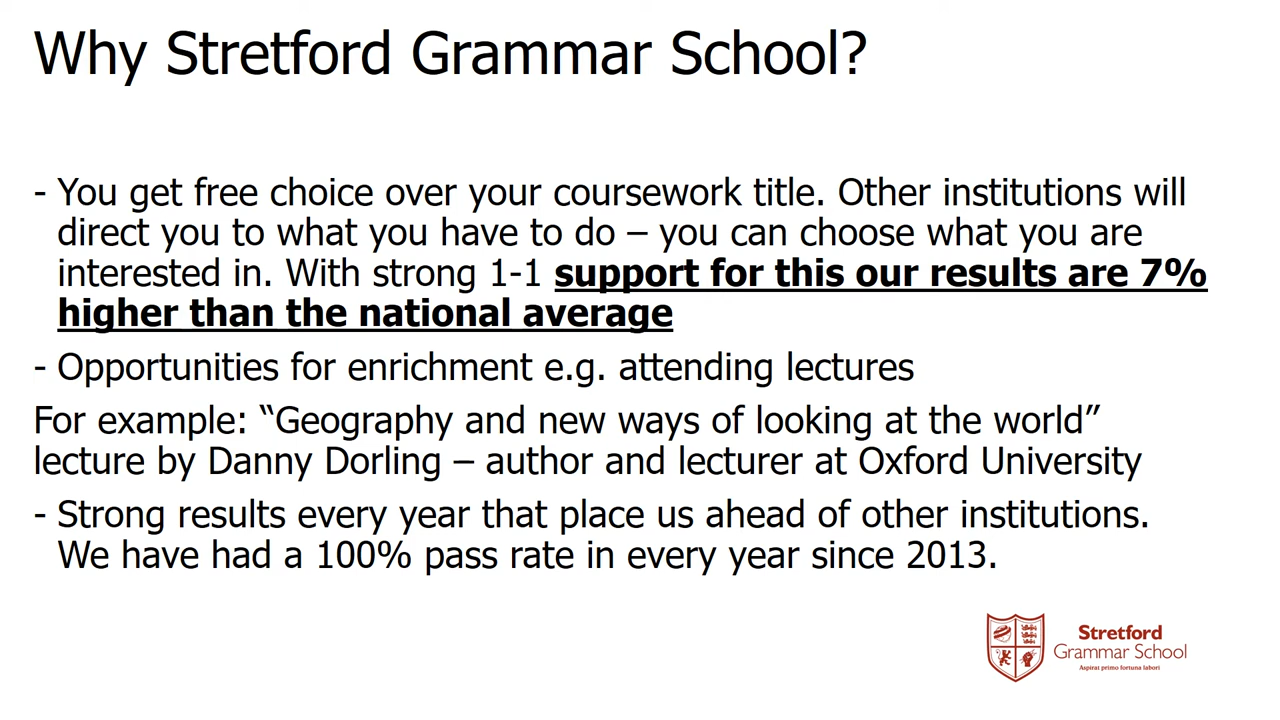 Why Stretford Grammar School?
- You get free choice over your coursework title. Other institutions will
direct you to what you have to do – you can choose what you are
interested in. With strong 1-1 support for this our results are 7%
higher than the national average
- Opportunities for enrichment e.g. attending lectures
For example: “Geography and new ways of looking at the world”
lecture by Danny Dorling – author and lecturer at Oxford University
- Strong results every year that place us ahead of other institutions.
We have had a 100% pass rate in every year since 2013.
Stretford
Grammar School
Aspirat primo fortuna labori